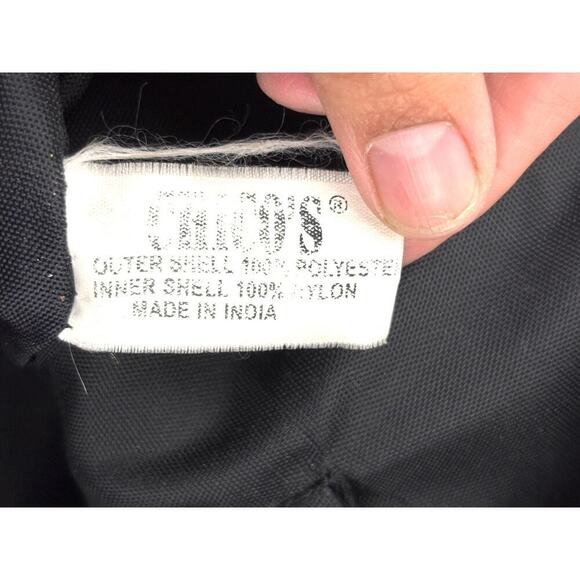 CHICO'S®
OUTER SHELL 100% POLYESTE
INNER SHELL 100% NYLON
MADE IN INDIA